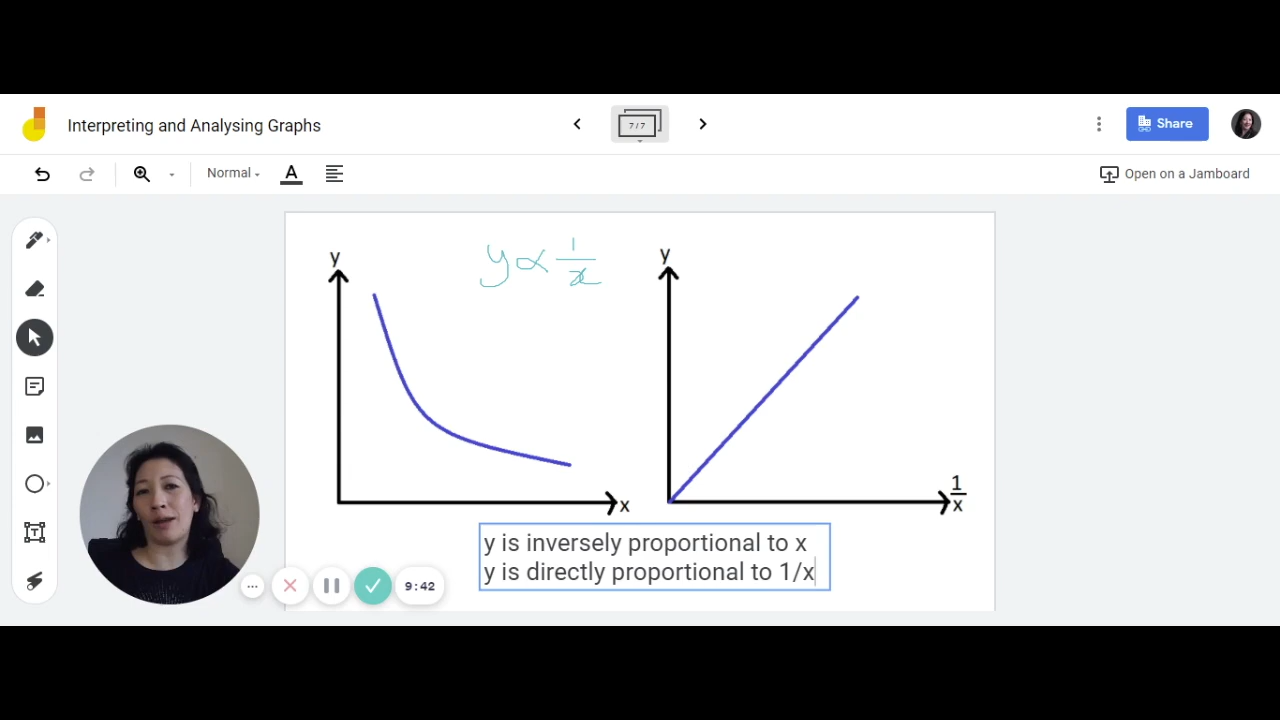 Interpreting and Analysing Graphs
7 / 7
Share
Normal
A
Open on a Jamboard
y
y ∝ 1/x
y
x
1/x
y is inversely proportional to x
y is directly proportional to 1/x
9:42